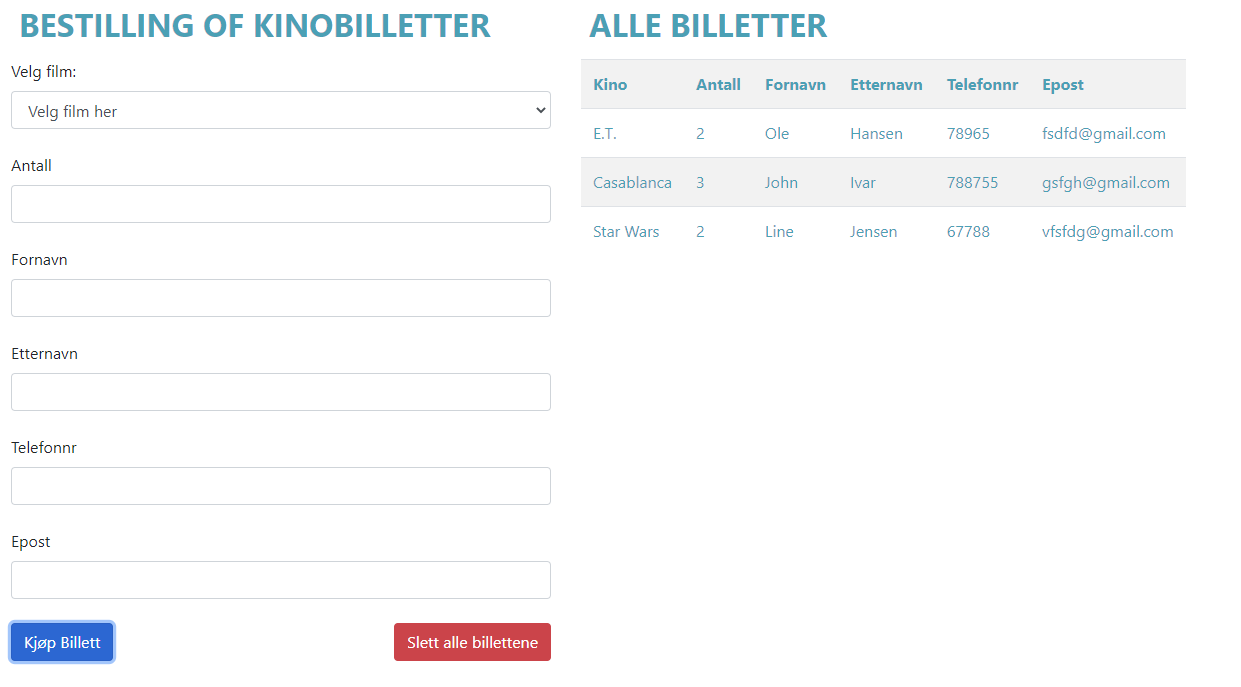 BESTILLING OF KINOBILLETTER
Velg film:
Velg film her
Antall
Fornavn
Etternavn
Telefonnr
Epost
Kjøp Billett
Slett alle billettene
ALLE BILLETTER
Kino Antall Fornavn Etternavn Telefonnr Epost
E.T. 2 Ole Hansen 78965 fsdfd@gmail.com
Casablanca 3 John Ivar 788755 gsfgh@gmail.com
Star Wars 2 Line Jensen 67788 vfsfdg@gmail.com